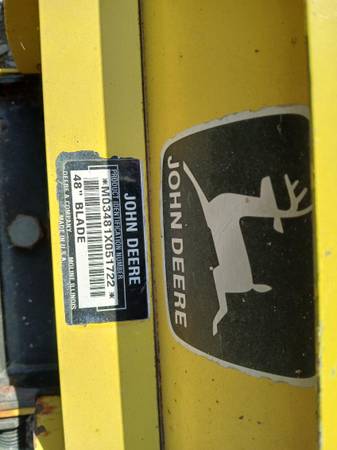 JOHN DEERE
PRODUCT IDENTIFICATION NUMBER
*M03481X051722*
48" BLADE
DEERE & COMPANY MOLINE, ILLINOIS
MADE IN U.S.A.
JOHN DEERE